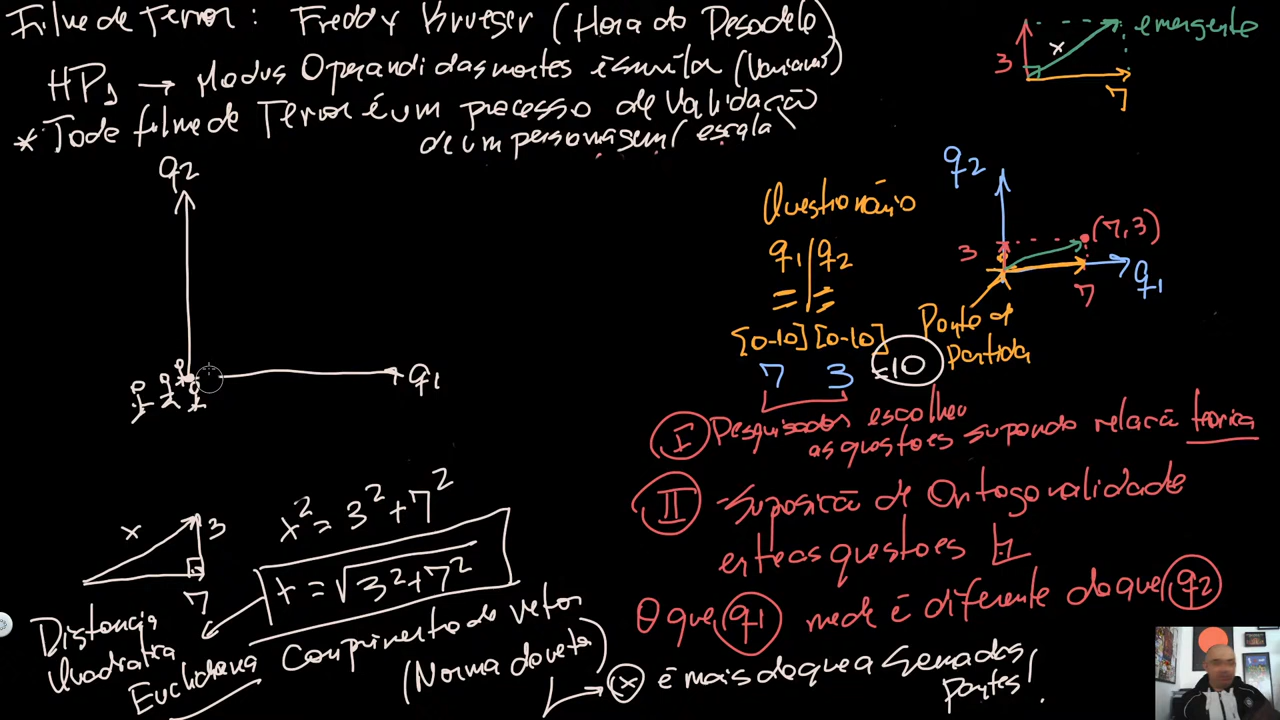 Filme de Terror: Freddy Krueger (Hora do Pesadelo)
HP1 → Modus Operandi das mortes é similar (Variam)
* Todo filme de Terror é um processo de Validação
de um personagem / escala
q2
q1
Questionário
q1 | q2
[0-10] [0-10]
7 3 =10
3 x emergente
7
q2
3 (7,3)
7 q1
Ponto de
partida
I Pesquisador escolheu
as questões supondo relação teórica
II - Suposição de Ortogonalidade
entre as questões
O que q1 mede é diferente do que q2
x 3
7
x² = 3² + 7²
x = √3² + 7²
Distancia
Quadratica
Euclideana
Comprimento do vetor
(Norma do vetor)
x é mais do que a soma das
partes!